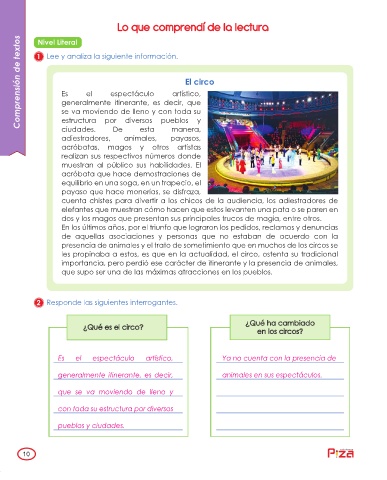 Comprensión de textos
Lo que comprendí de la lectura
Nivel Literal
1 Lee y analiza la siguiente información.
El circo
Es el espectáculo artístico,
generalmente itinerante, es decir, que
se va moviendo de lleno y con toda su
estructura por diversos pueblos y
ciudades. De esta manera,
adiestradores, animales, payasos,
acróbatas, magos y otros artistas
realizan sus respectivos números donde
muestran al público sus habilidades. El
acróbata que hace demostraciones de
equilibrio en una soga, en un trapecio, el
payaso que hace monerías, se disfraza,
cuenta chistes para divertir a los chicos de la audiencia, los adiestradores de
elefantes que muestran cómo hacen que estos levanten una pata o se paren en
dos y los magos que presentan sus principales trucos de magia, entre otros.
En los últimos años, por el triunfo que lograron los pedidos, reclamos y denuncias
de aquellas asociaciones y personas que no estaban de acuerdo con la
presencia de animales y el trato de sometimiento que en muchos de los circos se
les propinaba a estos, es que en la actualidad, el circo, ostenta su tradicional
importancia, pero perdió ese carácter de itinerante y la presencia de animales,
que supo ser una de las máximas atracciones en los pueblos.
2 Responde las siguientes interrogantes.
¿Qué es el circo?
Es el espectáculo artístico,
generalmente itinerante, es decir,
que se va moviendo de lleno y
con toda su estructura por diversos
pueblos y ciudades.
¿Qué ha cambiado
en los circos?
Ya no cuenta con la presencia de
animales en sus espectáculos.
10
Piza